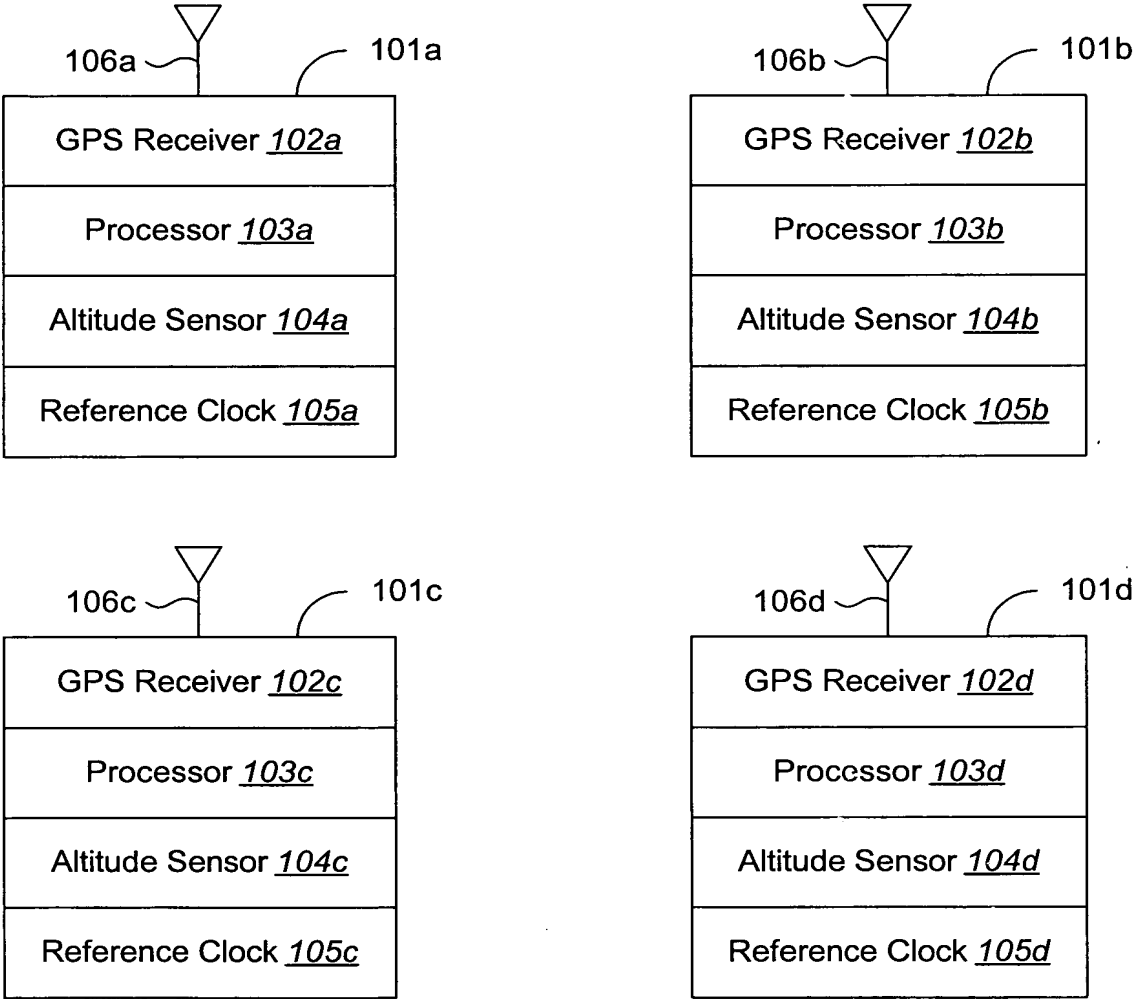 106a 101a
GPS Receiver 102a
Processor 103a
Altitude Sensor 104a
Reference Clock 105a
106b 101b
GPS Receiver 102b
Processor 103b
Altitude Sensor 104b
Reference Clock 105b
106c 101c
GPS Receiver 102c
Processor 103c
Altitude Sensor 104c
Reference Clock 105c
106d 101d
GPS Receiver 102d
Processor 103d
Altitude Sensor 104d
Reference Clock 105d